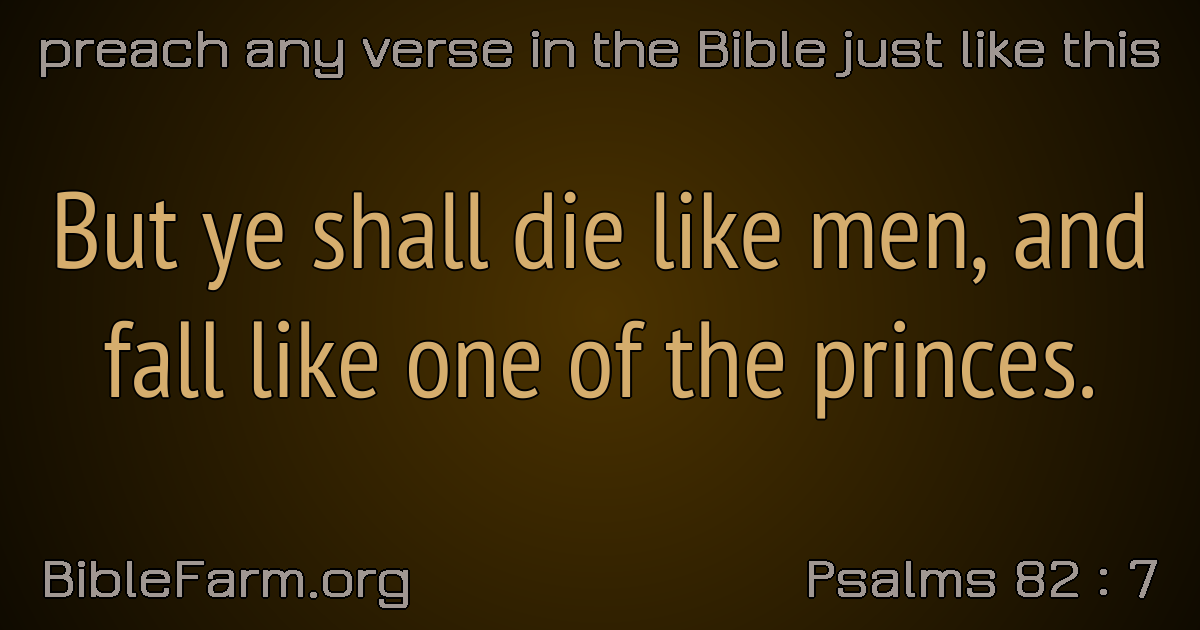 preach any verse in the Bible just like this
But ye shall die like men, and
fall like one of the princes.
BibleFarm.org
Psalms 82 : 7